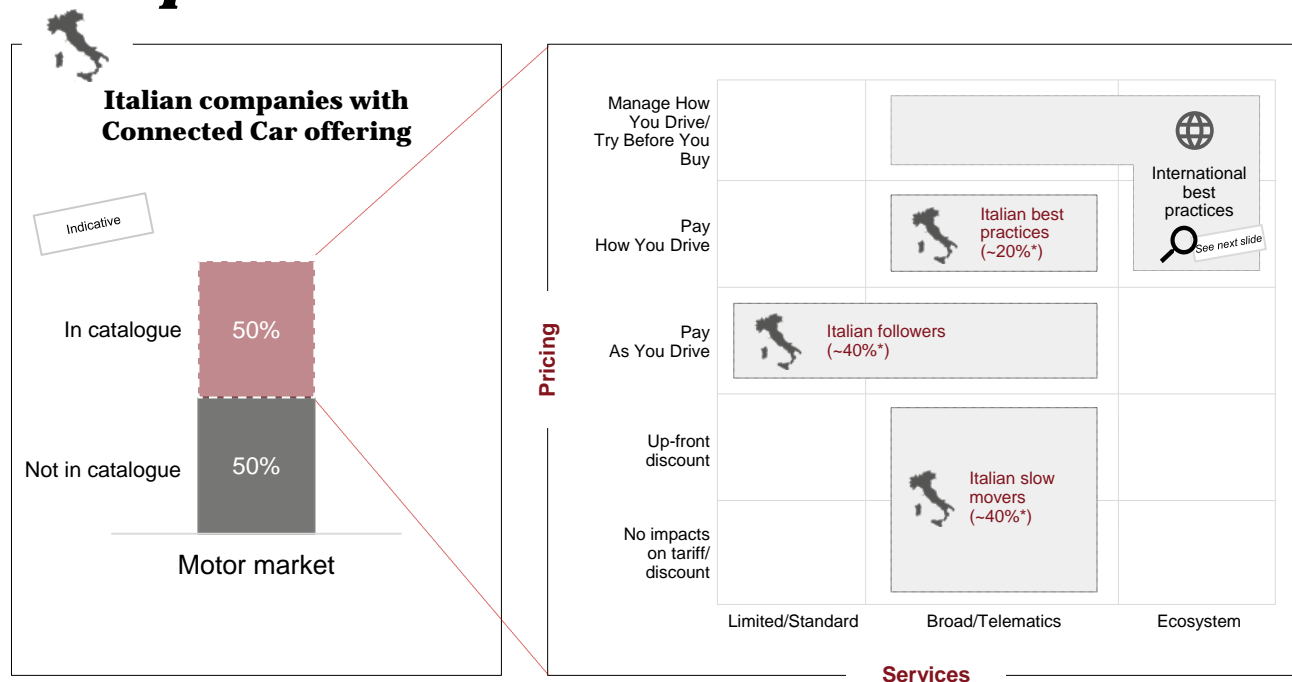 Italian companies with
Connected Car offering
Indicative
In catalogue
50%
Not in catalogue
50%
Motor market
Pricing
Manage How
You Drive/
Try Before You
Buy
International
best
practices
See next slide
Pay
How You Drive
Italian best
practices
(~20%*)
Pay
As You Drive
Italian followers
(~40%*)
Up-front
discount
Italian slow
movers
(~40%*)
No impacts
on tariff/
discount
Limited/Standard
Broad/Telematics
Ecosystem
Services